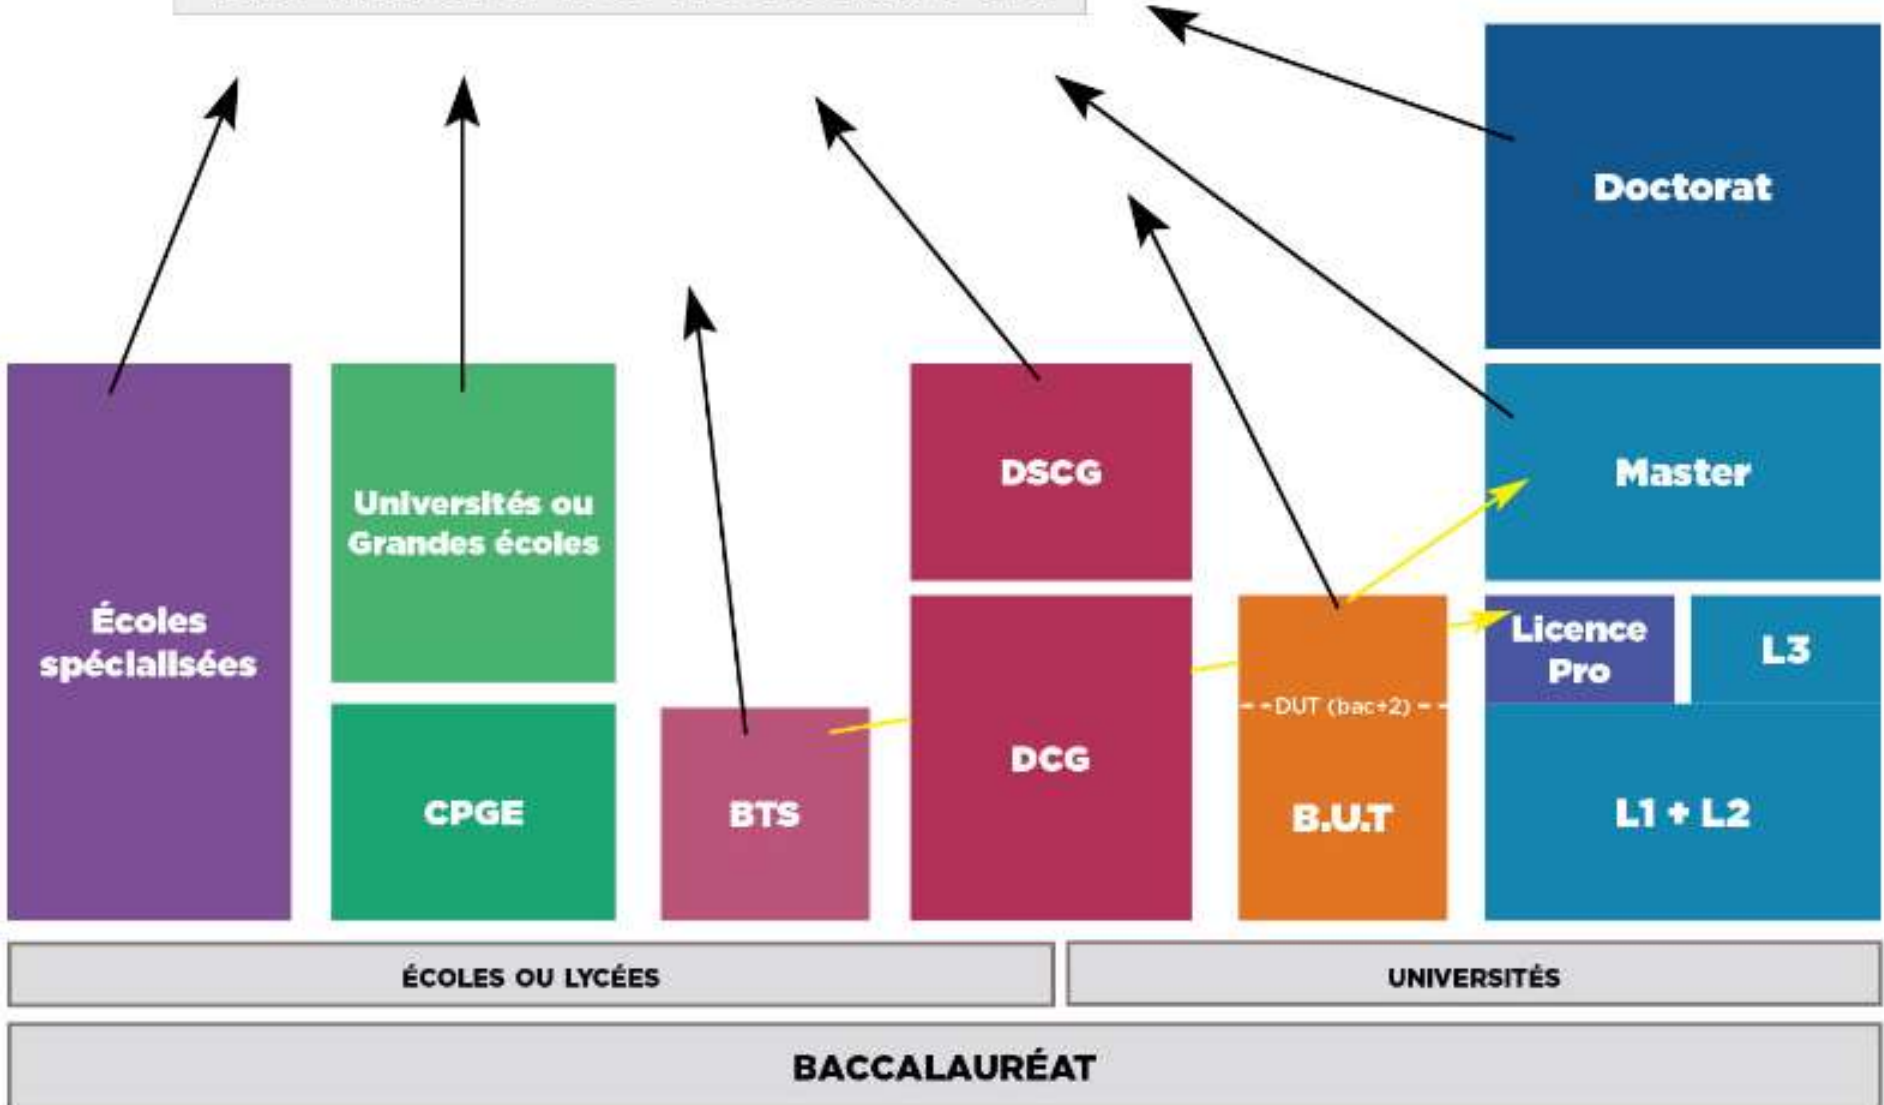 Doctorat
DSCG
Master
Universités ou
Grandes écoles
Écoles
spécialisées
Licence
Pro
L3
DUT (bac+2)
DCG
CPGE
BTS
B.U.T
L1 + L2
ÉCOLES OU LYCÉES
UNIVERSITÉS
BACCALAURÉAT